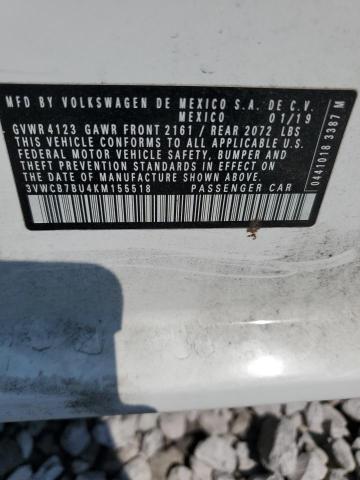 MFD BY VOLKSWAGEN DE MEXICO S.A. DE C.V.
MEXICO 01/19
GVWR 4123 GAWR FRONT 2161 / REAR 2072 LBS
THIS VEHICLE CONFORMS TO ALL APPLICABLE U.S.
FEDERAL MOTOR VEHICLE SAFETY, BUMPER AND
THEFT PREVENTION STANDARDS IN EFFECT ON THE
DATE OF MANUFACTURE SHOWN ABOVE.
3VWCB7BU4KM155518 PASSENGER CAR
0441018 3387 M